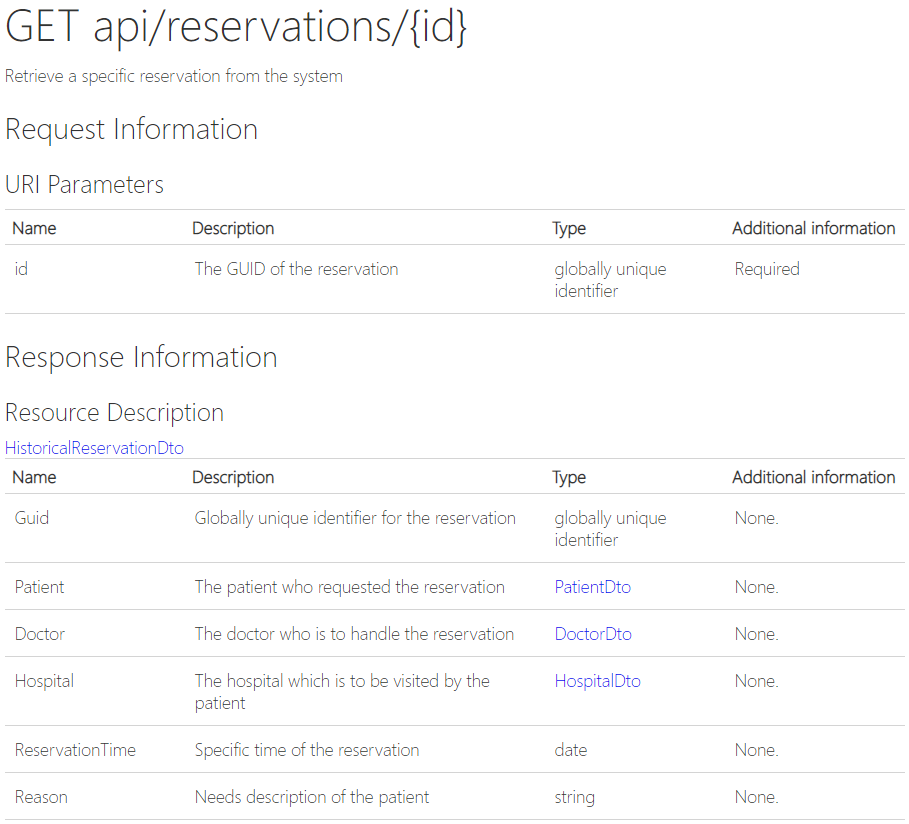 GET api/reservations/{id}
Retrieve a specific reservation from the system
Request Information
URI Parameters
Name Description Type Additional information
id The GUID of the reservation globally unique Required
identifier
Response Information
Resource Description
HistoricalReservationDto
Name Description Type Additional information
Guid Globally unique identifier for the reservation globally unique None.
identifier
Patient The patient who requested the reservation PatientDto None.
Doctor The doctor who is to handle the reservation DoctorDto None.
Hospital The hospital which is to be visited by the HospitalDto None.
patient
ReservationTime Specific time of the reservation date None.
Reason Needs description of the patient string None.